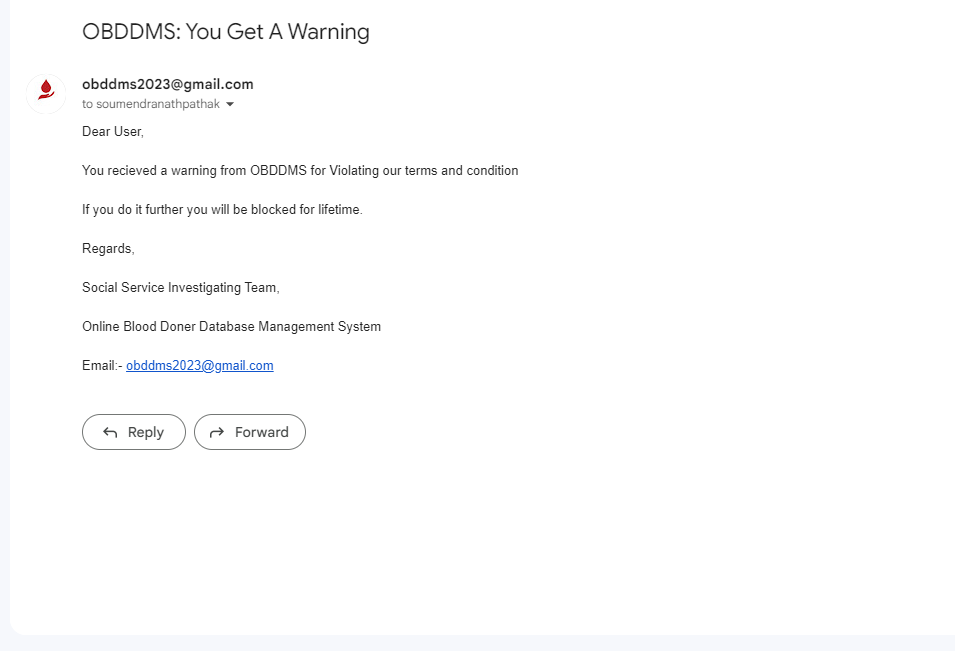 OBDDMS: You Get A Warning
obddms2023@gmail.com
to soumendranathpathak
Dear User,
You recieved a warning from OBDDMS for Violating our terms and condition
If you do it further you will be blocked for lifetime.
Regards,
Social Service Investigating Team,
Online Blood Doner Database Management System
Email:- obddms2023@gmail.com
Reply Forward